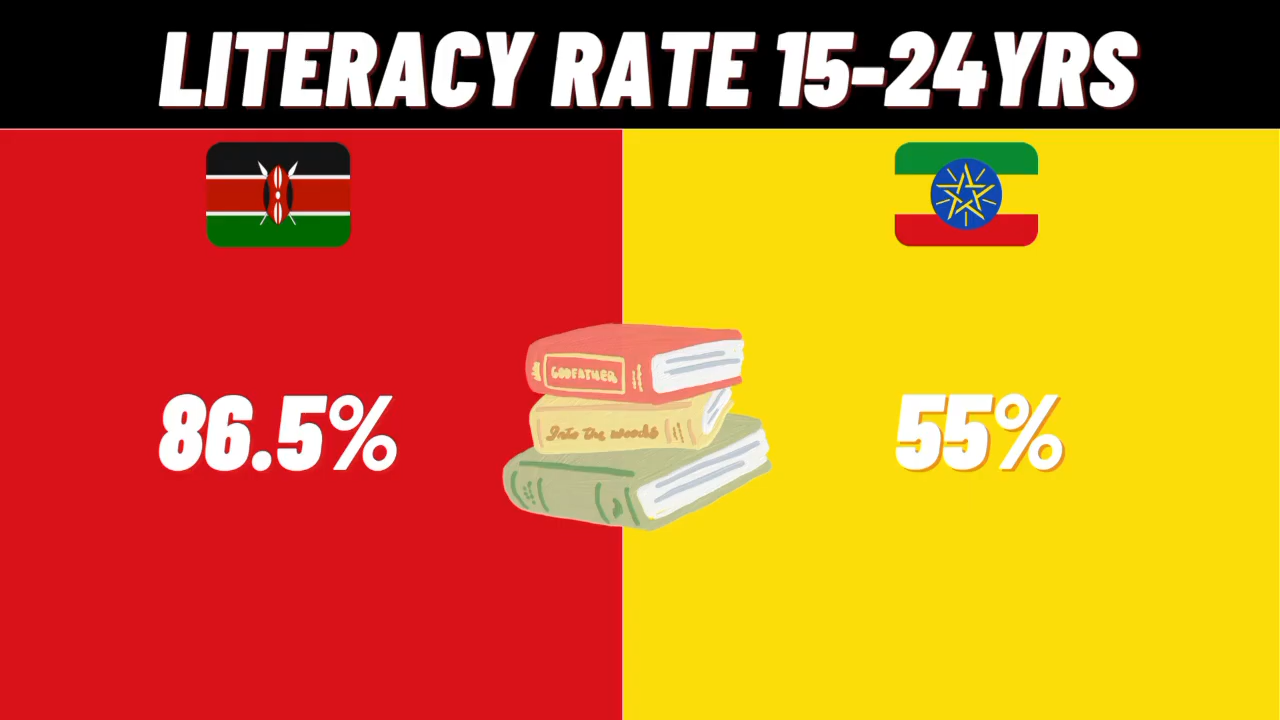 LITERACY RATE 15-24YRS
86.5%
55%
GODFATHER
Into the woods